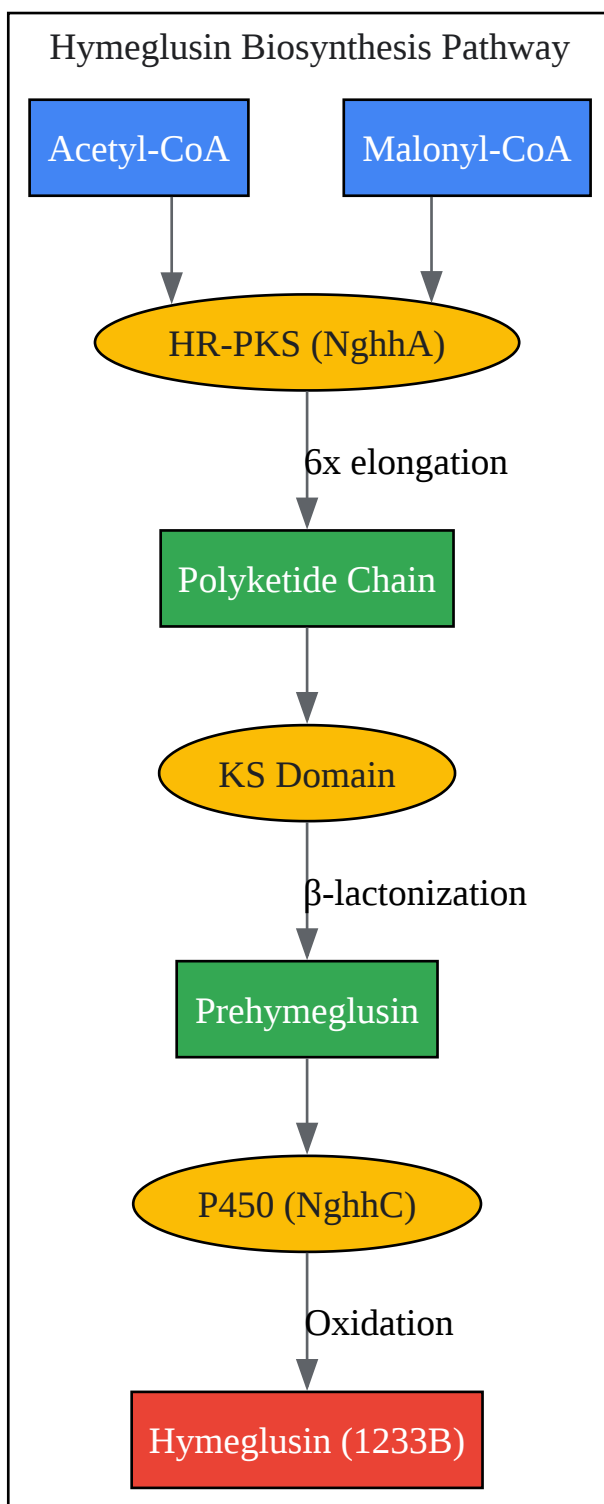 Hymeglusin Biosynthesis Pathway
Acetyl-CoA
Malonyl-CoA
HR-PKS (NghhA)
6x elongation
Polyketide Chain
KS Domain
β-lactonization
Prehymeglusin
P450 (NghhC)
Oxidation
Hymeglusin (1233B)